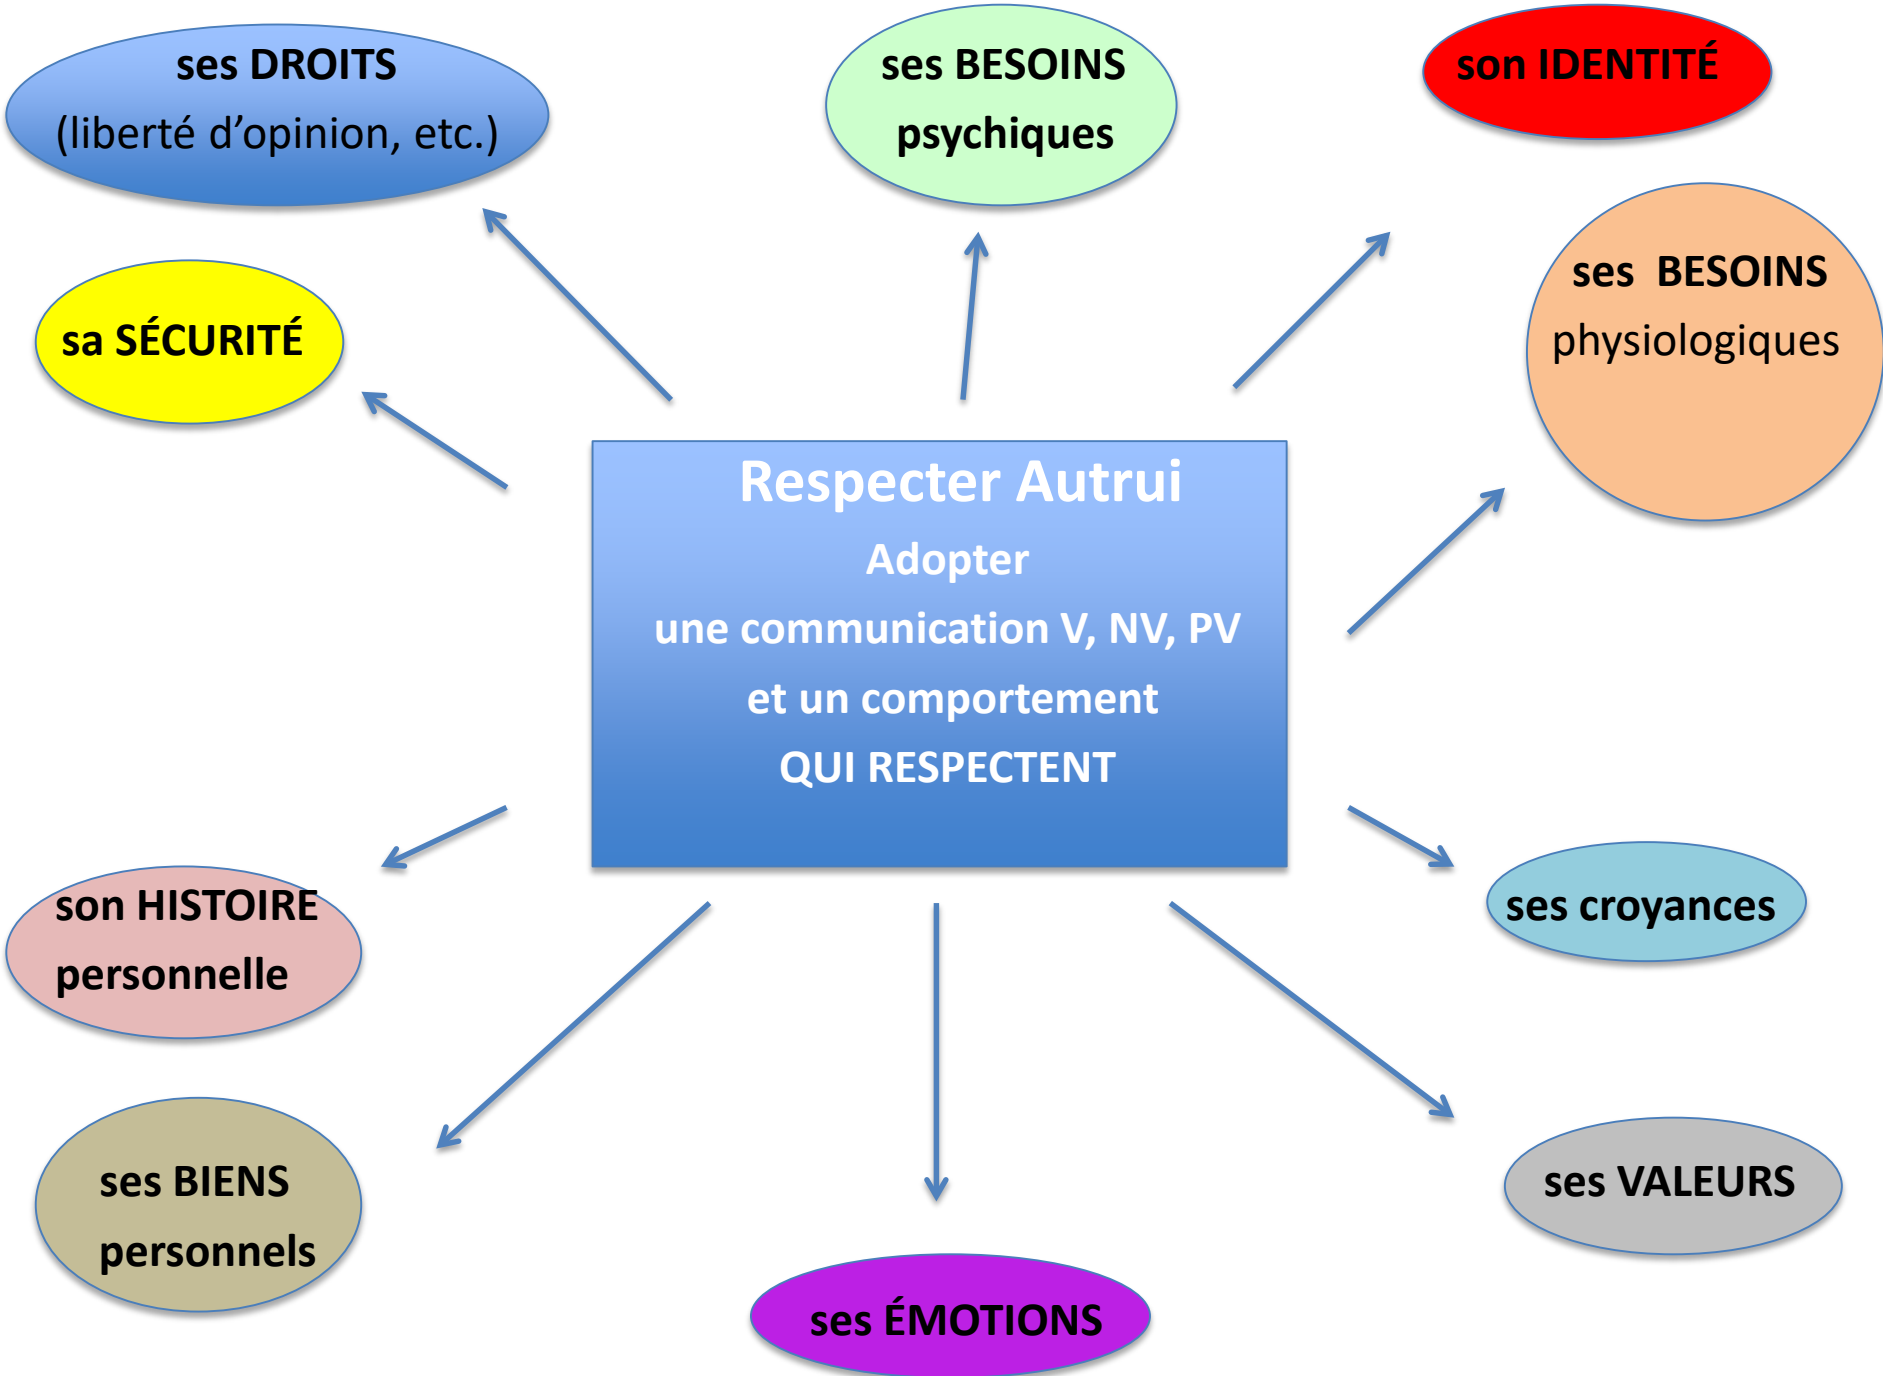 ses DROITS
(liberté d’opinion, etc.)
ses BESOINS
psychiques
son IDENTITÉ
sa SÉCURITÉ
ses BESOINS
physiologiques
Respecter Autrui
Adopter
une communication V, NV, PV
et un comportement
QUI RESPECTENT
son HISTOIRE
personnelle
ses croyances
ses BIENS
personnels
ses VALEURS
ses ÉMOTIONS